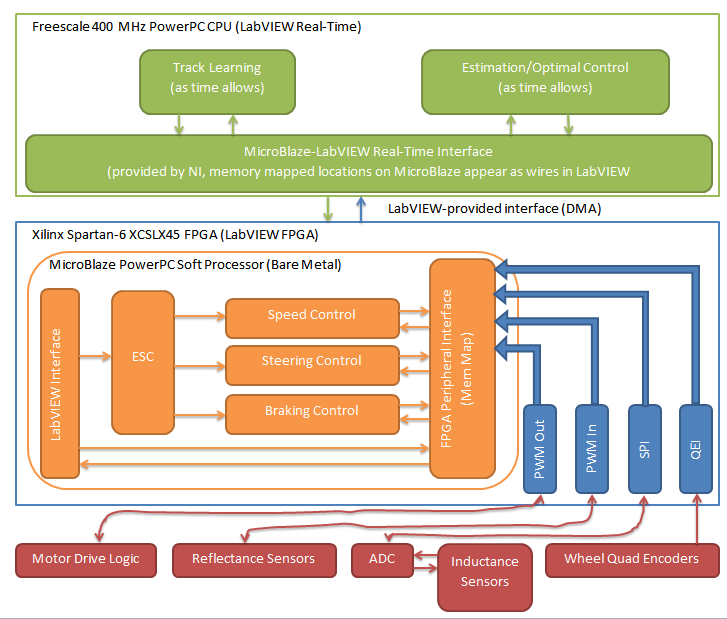 Freescale 400 MHz PowerPC CPU (LabVIEW Real-Time)
Track Learning
(as time allows)
Estimation/Optimal Control
(as time allows)
MicroBlaze-LabVIEW Real-Time Interface
(provided by NI, memory mapped locations on MicroBlaze appear as wires in LabVIEW
LabVIEW-provided interface (DMA)
Xilinx Spartan-6 XCSLX45 FPGA (LabVIEW FPGA)
MicroBlaze PowerPC Soft Processor (Bare Metal)
LabVIEW Interface
ESC
Speed Control
Steering Control
Braking Control
FPGA Peripheral Interface
(Mem Map)
PWM Out
PWM In
SPI
QEI
Motor Drive Logic
Reflectance Sensors
ADC
Inductance
Sensors
Wheel Quad Encoders